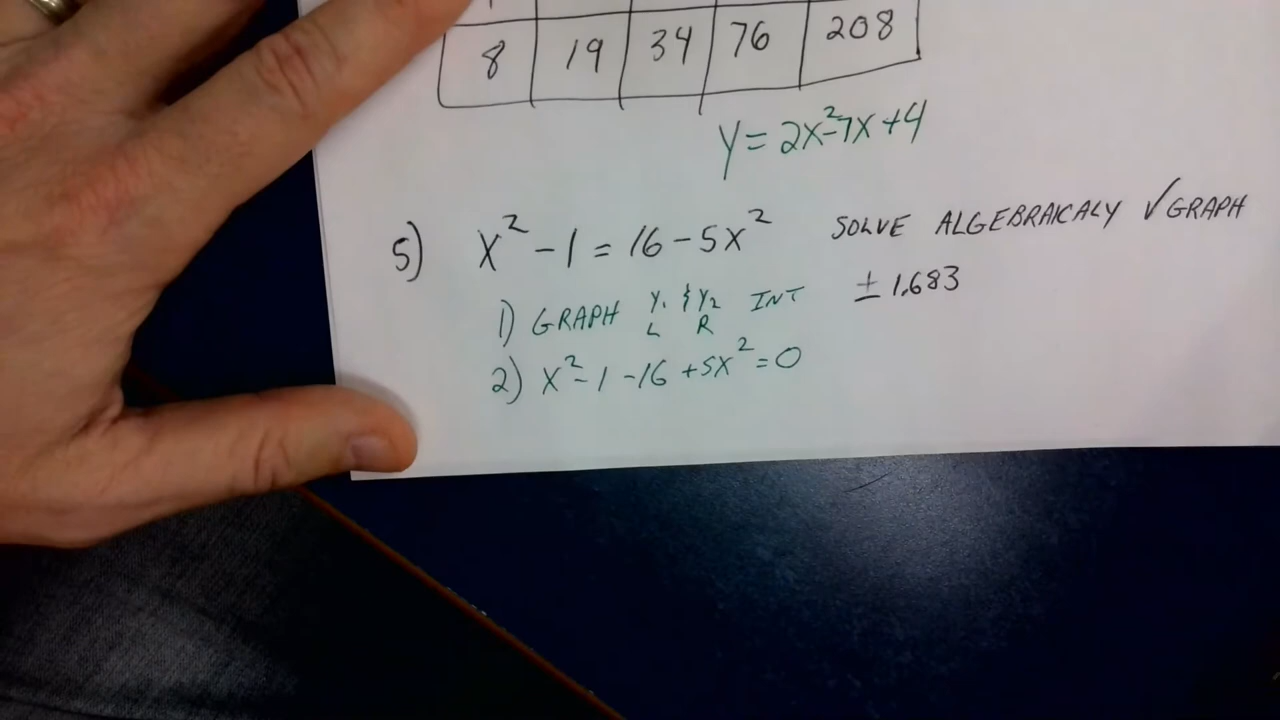 8 19 34 76 208
y = 2x²-7x+4
5) x² - 1 = 16 - 5x² SOLVE ALGEBRAICALY √ GRAPH
1) GRAPH Y₁ & Y₂ INT ± 1.683
L R
2) x² - 1 - 16 + 5x² = 0